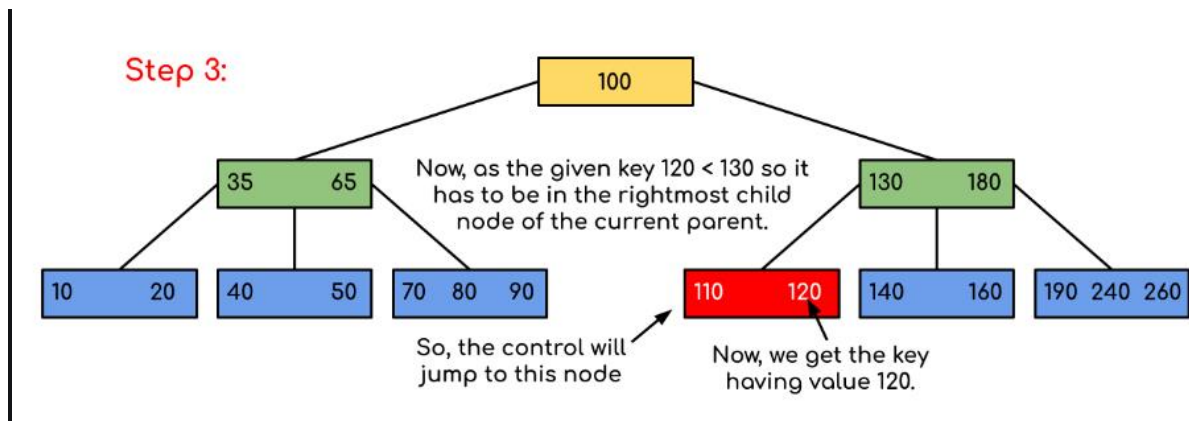 Step 3:
100
Now, as the given key 120 < 130 so it
has to be in the rightmost child
node of the current parent.
35 65
130 180
10 20
40 50
70 80 90
110 120
140 160
190 240 260
So, the control will
jump to this node
Now, we get the key
having value 120.